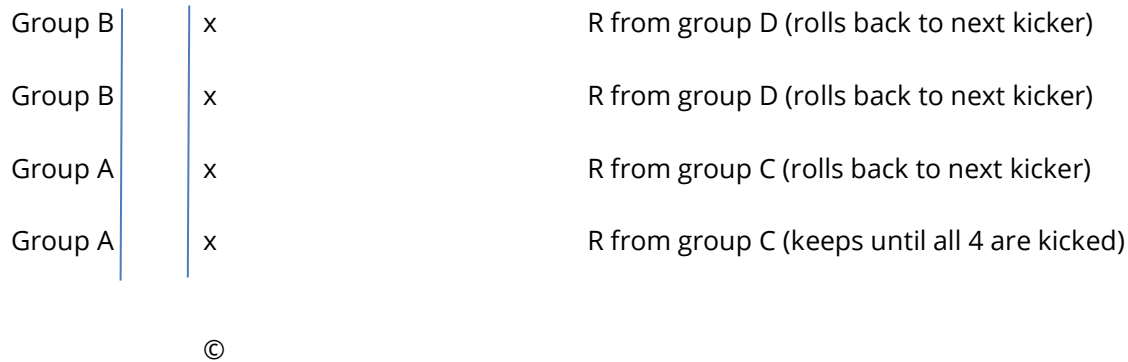 Group B x R from group D (rolls back to next kicker)
Group B x R from group D (rolls back to next kicker)
Group A x R from group C (rolls back to next kicker)
Group A x R from group C (keeps until all 4 are kicked)
©